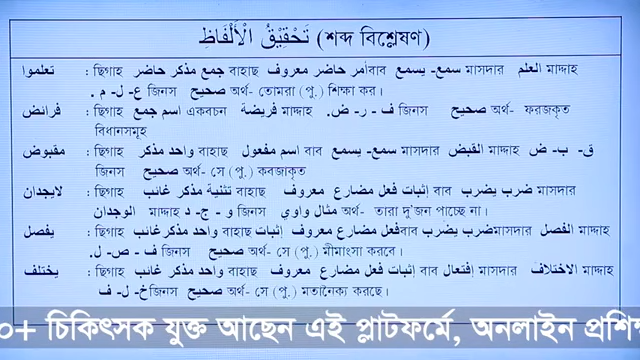 تَحْقِيْقُ الْأَلْفَاظِ (শব্দ বিশ্লেষণ)
تعلموا : ছিগাহ جمع مذكر حاضر বাহাছ امر حاضر معروف বাব سمع- يسمع মাসদার العلم মাদ্দাহ
ع- ل- م. জিনস صحيح অর্থ- তোমরা (পু.) শিক্ষা কর।
فرائض : ছিগাহ اسم جمع একবচন فريضة মাদ্দাহ ف - ر- ض. জিনস صحيح অর্থ- ফরজকৃত
বিধানসমূহ
مقبوض : ছিগাহ واحد مذكر বাহাছ اسم مفعول বাব سمع- يسمع মাসদার القبض মাদ্দাহ ق- ب- ض
জিনস صحيح অর্থ- সে (পু.) কবজাকৃত
لايجدان : ছিগাহ تثنية مذكر غائب বাহাছ إثبات فعل مضارع معروف বাব ضرب يضرب মাসদার
الوجدان মাদ্দাহ و - ج- د জিনস مثال واوي অর্থ- তারা দু'জন পাচ্ছে না।
يفصل : ছিগাহ واحد مذكر غائب বাহাছ إثبات فعل مضارع معروف বাব ضرب يضرب মাসদার الفصل মাদ্দাহ
ف - ص- ل. জিনস صحيح অর্থ- সে (পু.) মীমাংসা করবে।
يختلف : ছিগাহ واحد مذكر غائب বাহাছ إثبات فعل مضارع معروف বাব إفتعال মাসদার الاختلاف মাদ্দাহ
خ- ل- ف জিনস صحيح অর্থ- সে (পু.) মতানৈক্য করছে।
০+ চিকিৎসক যুক্ত আছেন এই প্লাটফর্মে, অনলাইন প্রশিক্ষ